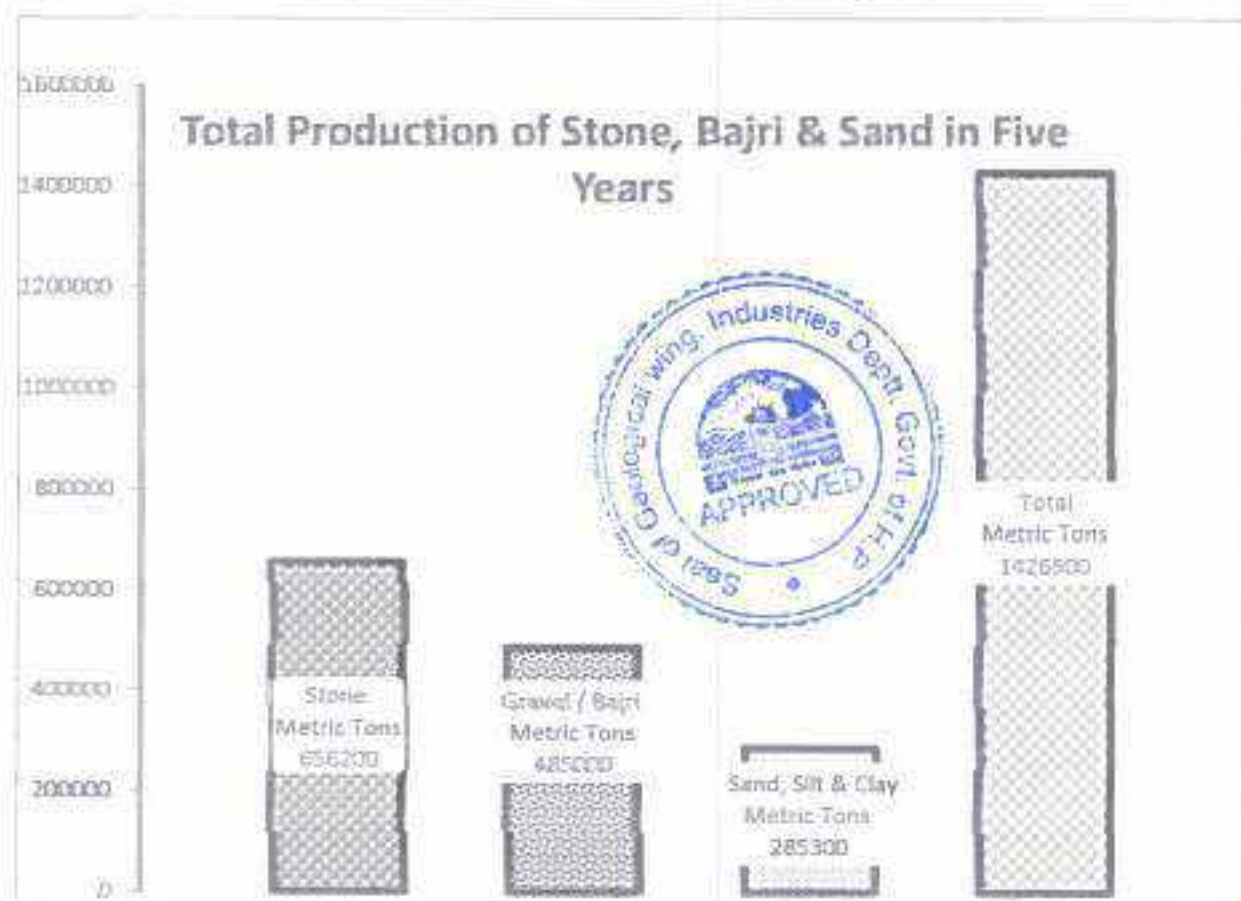 1600000
Total Production of Stone, Bajri & Sand in Five
Years
1400000
1200000
1000000
800000
600000
400000
200000
0
Seal of Geological wing, Industries Deptt. Govt. of H.P.
APPROVED
Stone
Metric Tons
656200
Gravel / Bajri
Metric Tons
485000
Sand, Silt & Clay
Metric Tons
285300
Total
Metric Tons
1426500